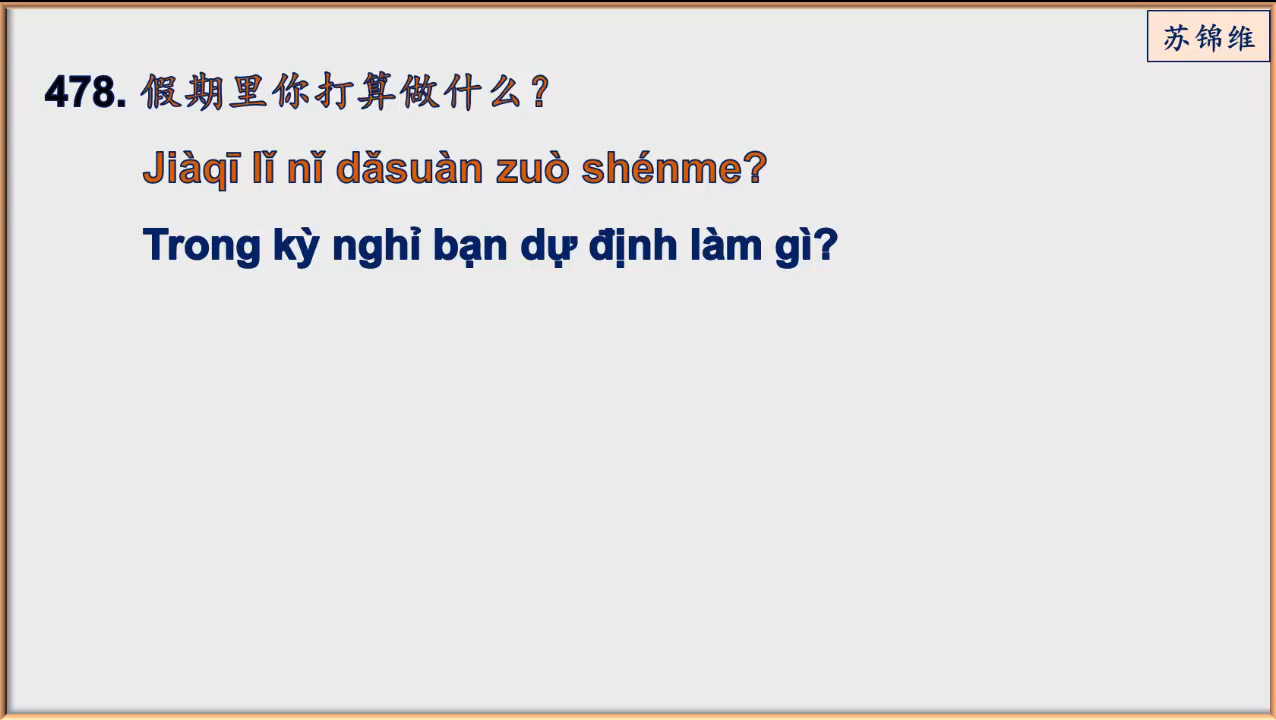 苏锦维
478. 假期里你打算做什么？
Jiàqī lǐ nǐ dǎsuàn zuò shénme?
Trong kỳ nghỉ bạn dự định làm gì?